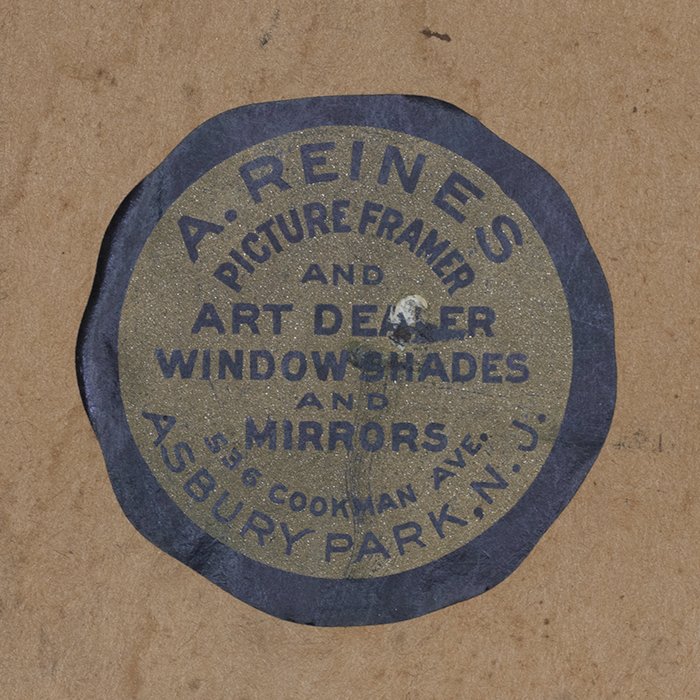 A. REINES
PICTURE FRAMER
AND
ART DEALER
WINDOW SHADES
AND
MIRRORS
536 COOKMAN AVE.
ASBURY PARK, N. J.